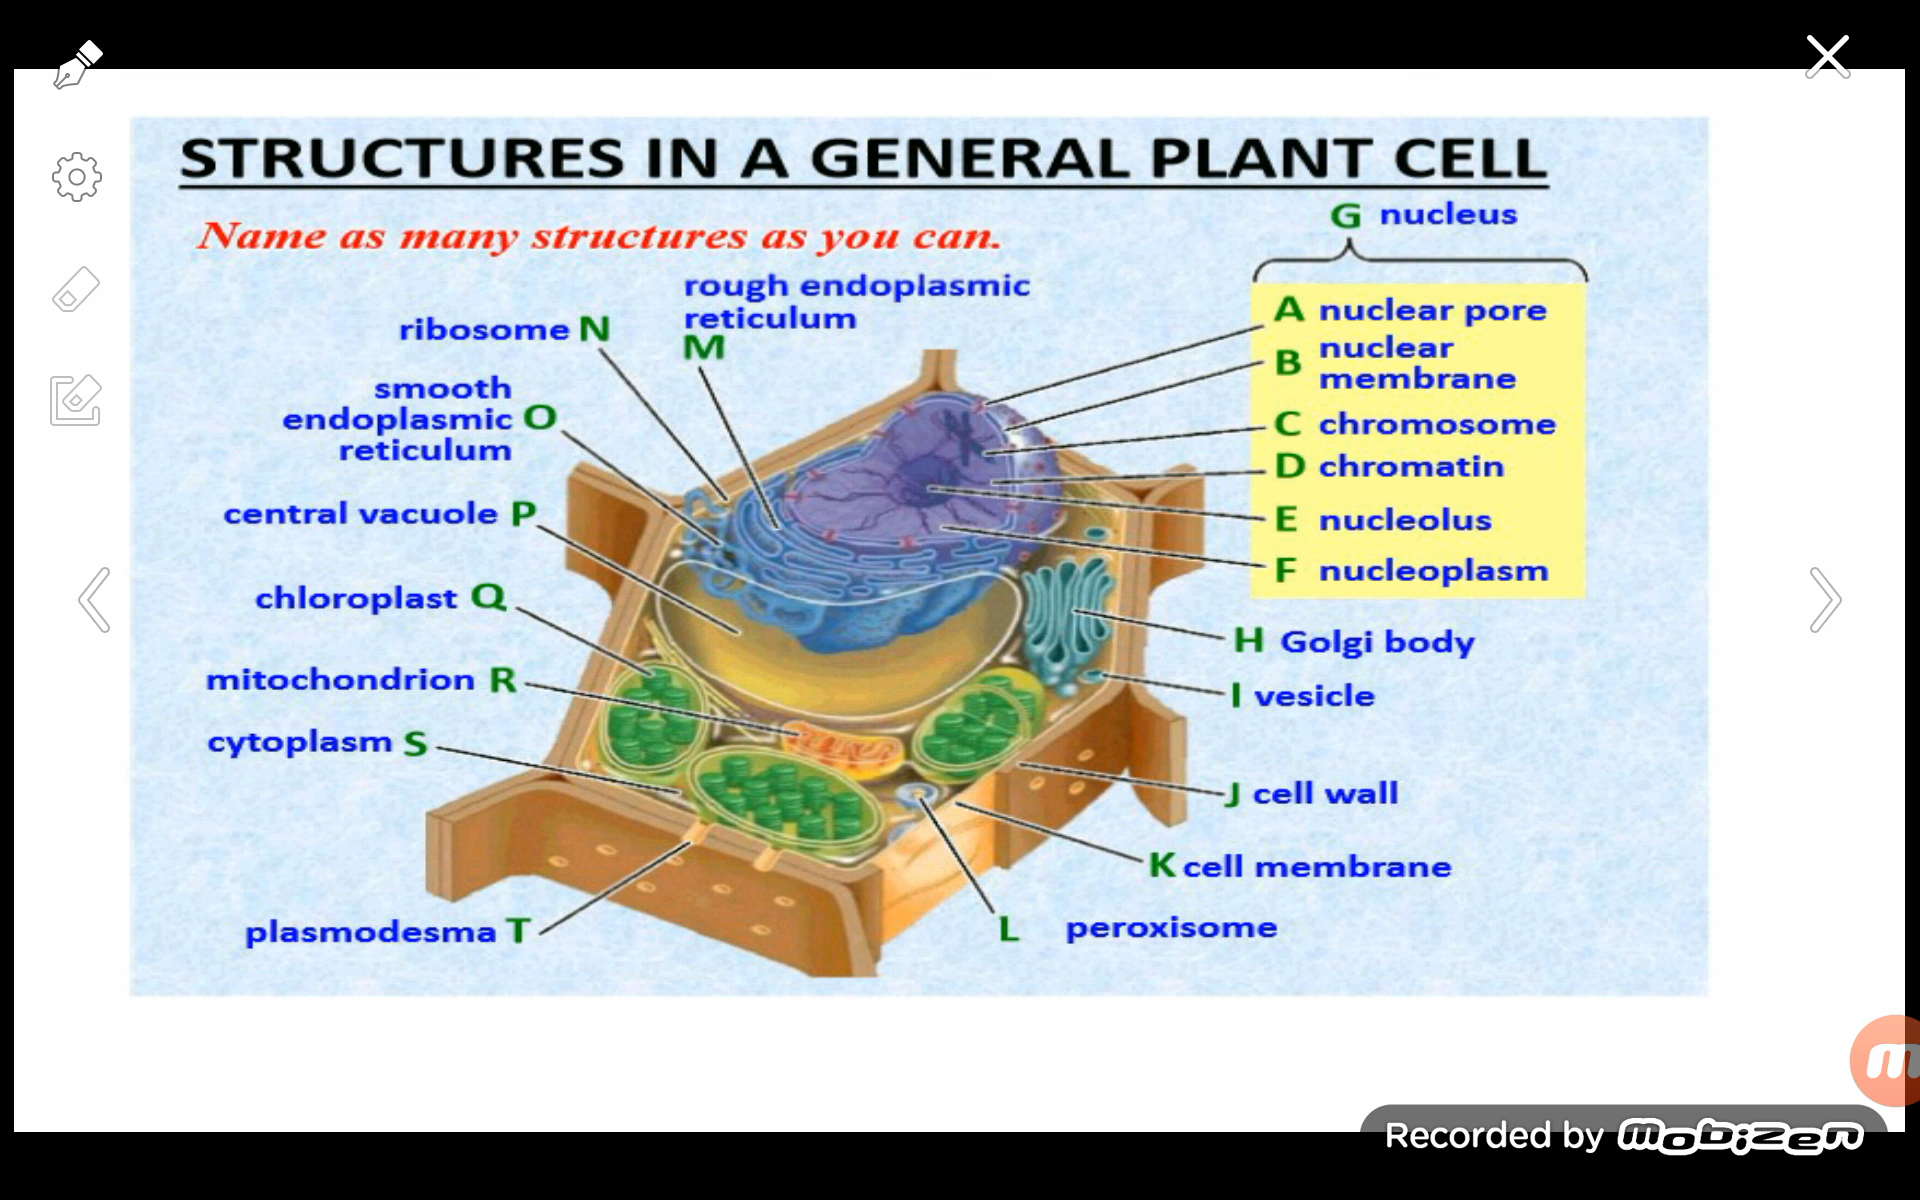 STRUCTURES IN A GENERAL PLANT CELL
Name as many structures as you can.
G nucleus
A nuclear pore
B nuclear
membrane
C chromosome
D chromatin
E nucleolus
F nucleoplasm
H Golgi body
I vesicle
J cell wall
K cell membrane
L peroxisome
rough endoplasmic
reticulum
M
ribosome N
smooth
endoplasmic O
reticulum
central vacuole P
chloroplast Q
mitochondrion R
cytoplasm S
plasmodesma T
m
Recorded by mobizen